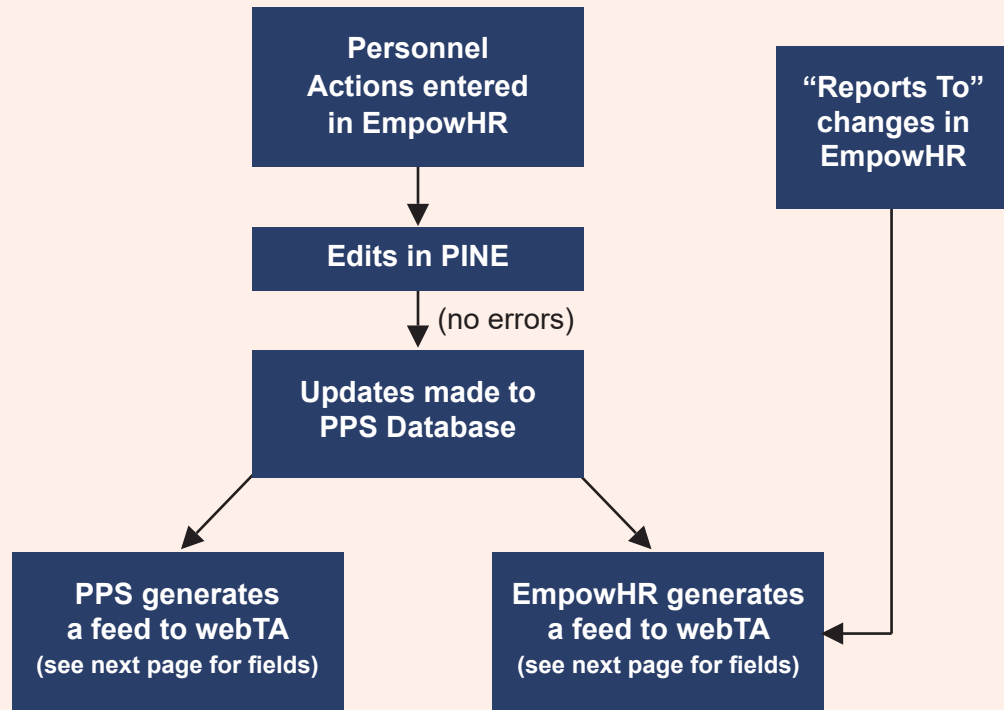 Personnel
Actions entered
in EmpowHR
“Reports To”
changes in
EmpowHR
Edits in PINE
(no errors)
Updates made to
PPS Database
PPS generates
a feed to webTA
(see next page for fields)
EmpowHR generates
a feed to webTA
(see next page for fields)